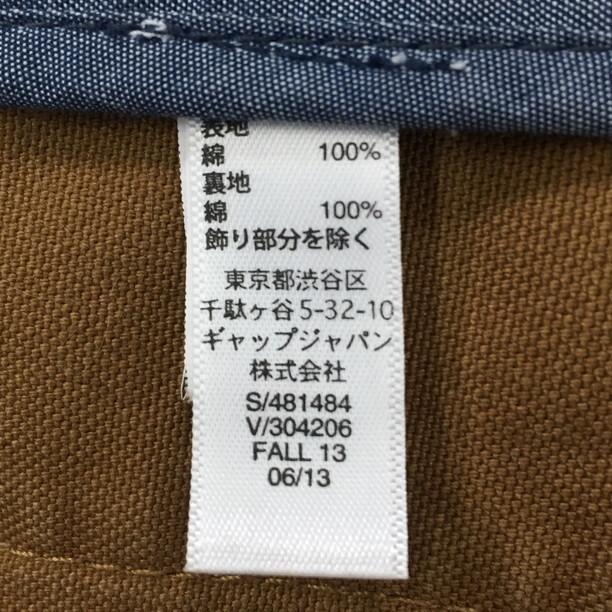 表地
綿 100%
裏地
綿 100%
飾り部分を除く
東京都渋谷区
千駄ヶ谷5-32-10
ギャップジャパン
株式会社
S/481484
V/304206
FALL 13
06/13